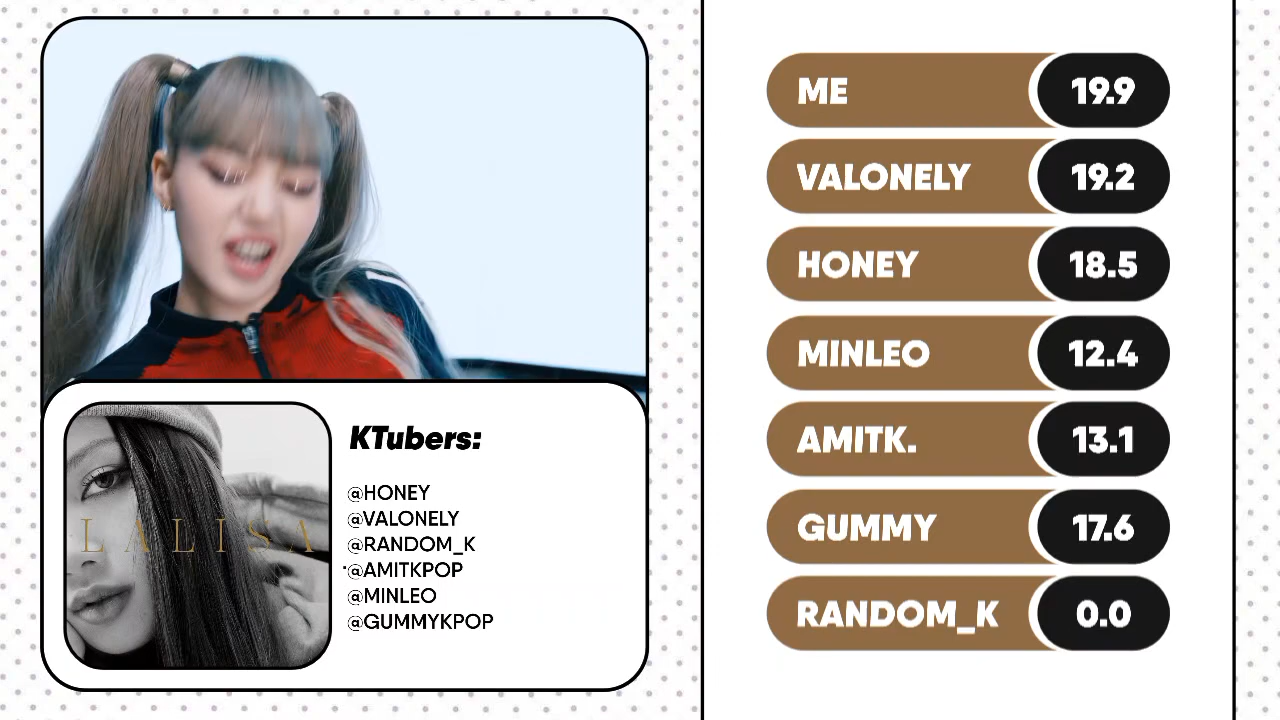 LALISA
KTubers:
@HONEY
@VALONELY
@RANDOM_K
@AMITKPOP
@MINLEO
@GUMMYKPOP
ME 19.9
VALONELY 19.2
HONEY 18.5
MINLEO 12.4
AMITK. 13.1
GUMMY 17.6
RANDOM_K 0.0